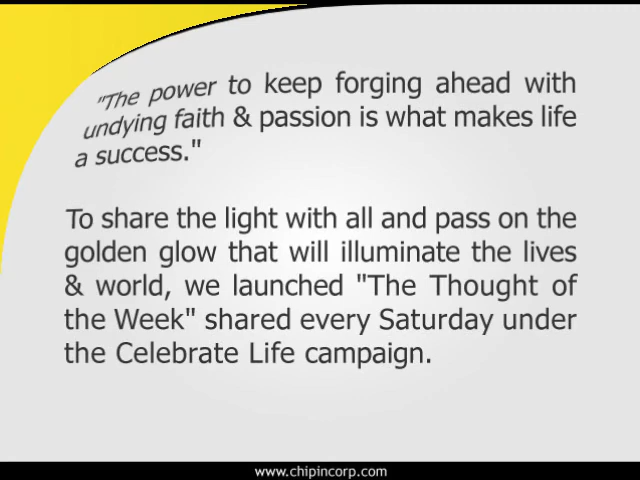 "The power to keep forging ahead with
undying faith & passion is what makes life
a success."
To share the light with all and pass on the
golden glow that will illuminate the lives
& world, we launched "The Thought of
the Week" shared every Saturday under
the Celebrate Life campaign.
www.chipincorp.com